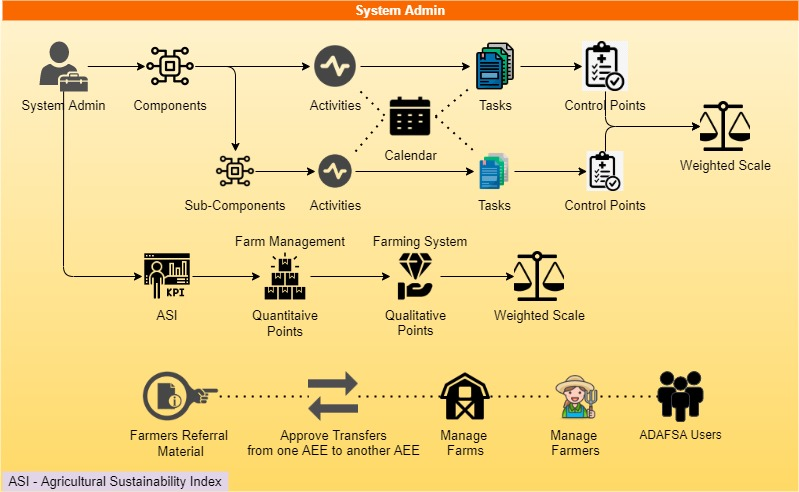 System Admin
System Admin
Components
Activities
Tasks
Control Points
Calendar
Weighted Scale
Sub-Components
Activities
Tasks
Control Points
Farm Management
Farming System
KPI
ASI
Quantitaive
Points
Qualitative
Points
Weighted Scale
Farmers Referral
Material
Approve Transfers
from one AEE to another AEE
Manage
Farms
Manage
Farmers
ADAFSA Users
ASI - Agricultural Sustainability Index